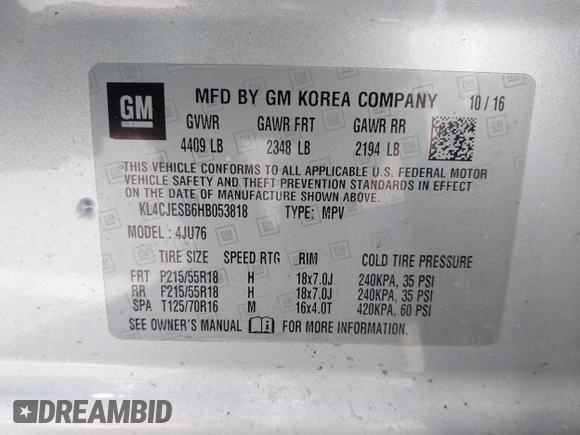 GM
MFD BY GM KOREA COMPANY 10/16
GVWR GAWR FRT GAWR RR
4409 LB 2348 LB 2194 LB
THIS VEHICLE CONFORMS TO ALL APPLICABLE U.S. FEDERAL MOTOR
VEHICLE SAFETY AND THEFT PREVENTION STANDARDS IN EFFECT
ON THE DATE OF MANUFACTURE SHOWN ABOVE.
KL4CJESB6HB053818 TYPE: MPV
MODEL: 4JU76
TIRE SIZE SPEED RTG RIM COLD TIRE PRESSURE
FRT P215/55R18 H 18x7.0J 240KPA, 35 PSI
RR P215/55R18 H 18x7.0J 240KPA, 35 PSI
SPA T125/70R16 M 16x4.0T 420KPA, 60 PSI
SEE OWNER'S MANUAL FOR MORE INFORMATION.
DREAMBID